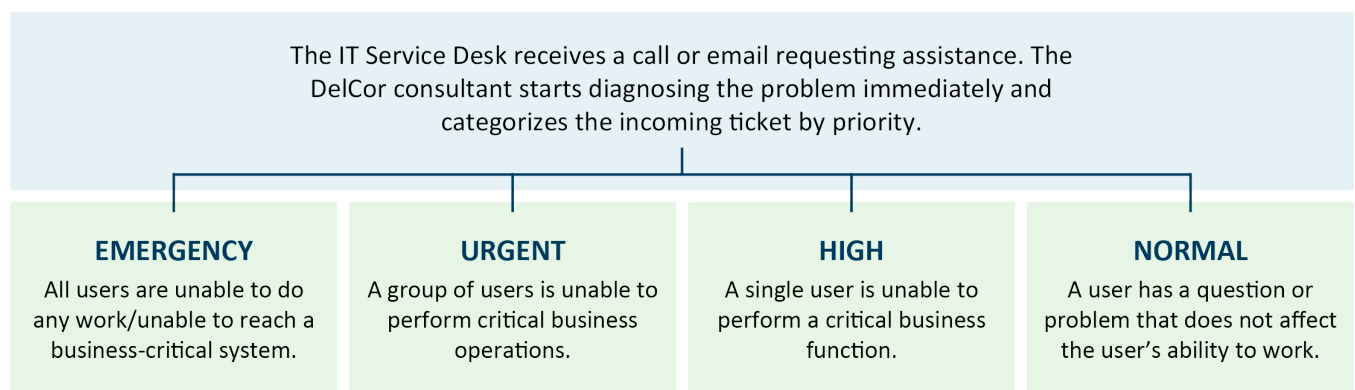 The IT Service Desk receives a call or email requesting assistance. The
DelCor consultant starts diagnosing the problem immediately and
categorizes the incoming ticket by priority.
EMERGENCY
All users are unable to do
any work/unable to reach a
business-critical system.
URGENT
A group of users is unable to
perform critical business
operations.
HIGH
A single user is unable to
perform a critical business
function.
NORMAL
A user has a question or
problem that does not affect
the user’s ability to work.